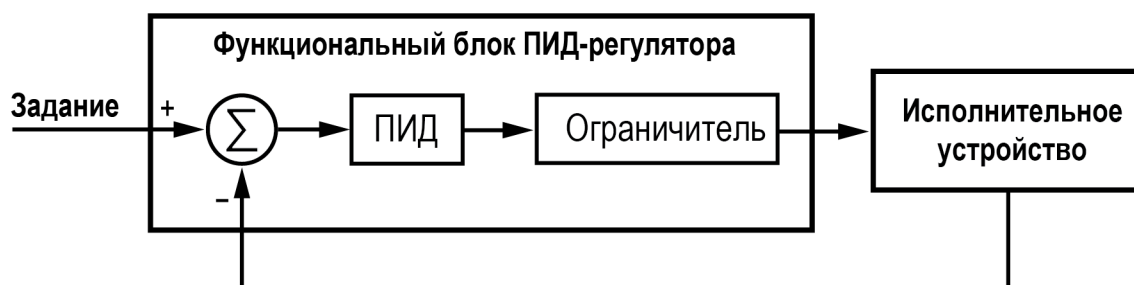 Функциональный блок ПИД-регулятора
Задание
+
Σ
ПИД
Ограничитель
Исполнительное
устройство
–